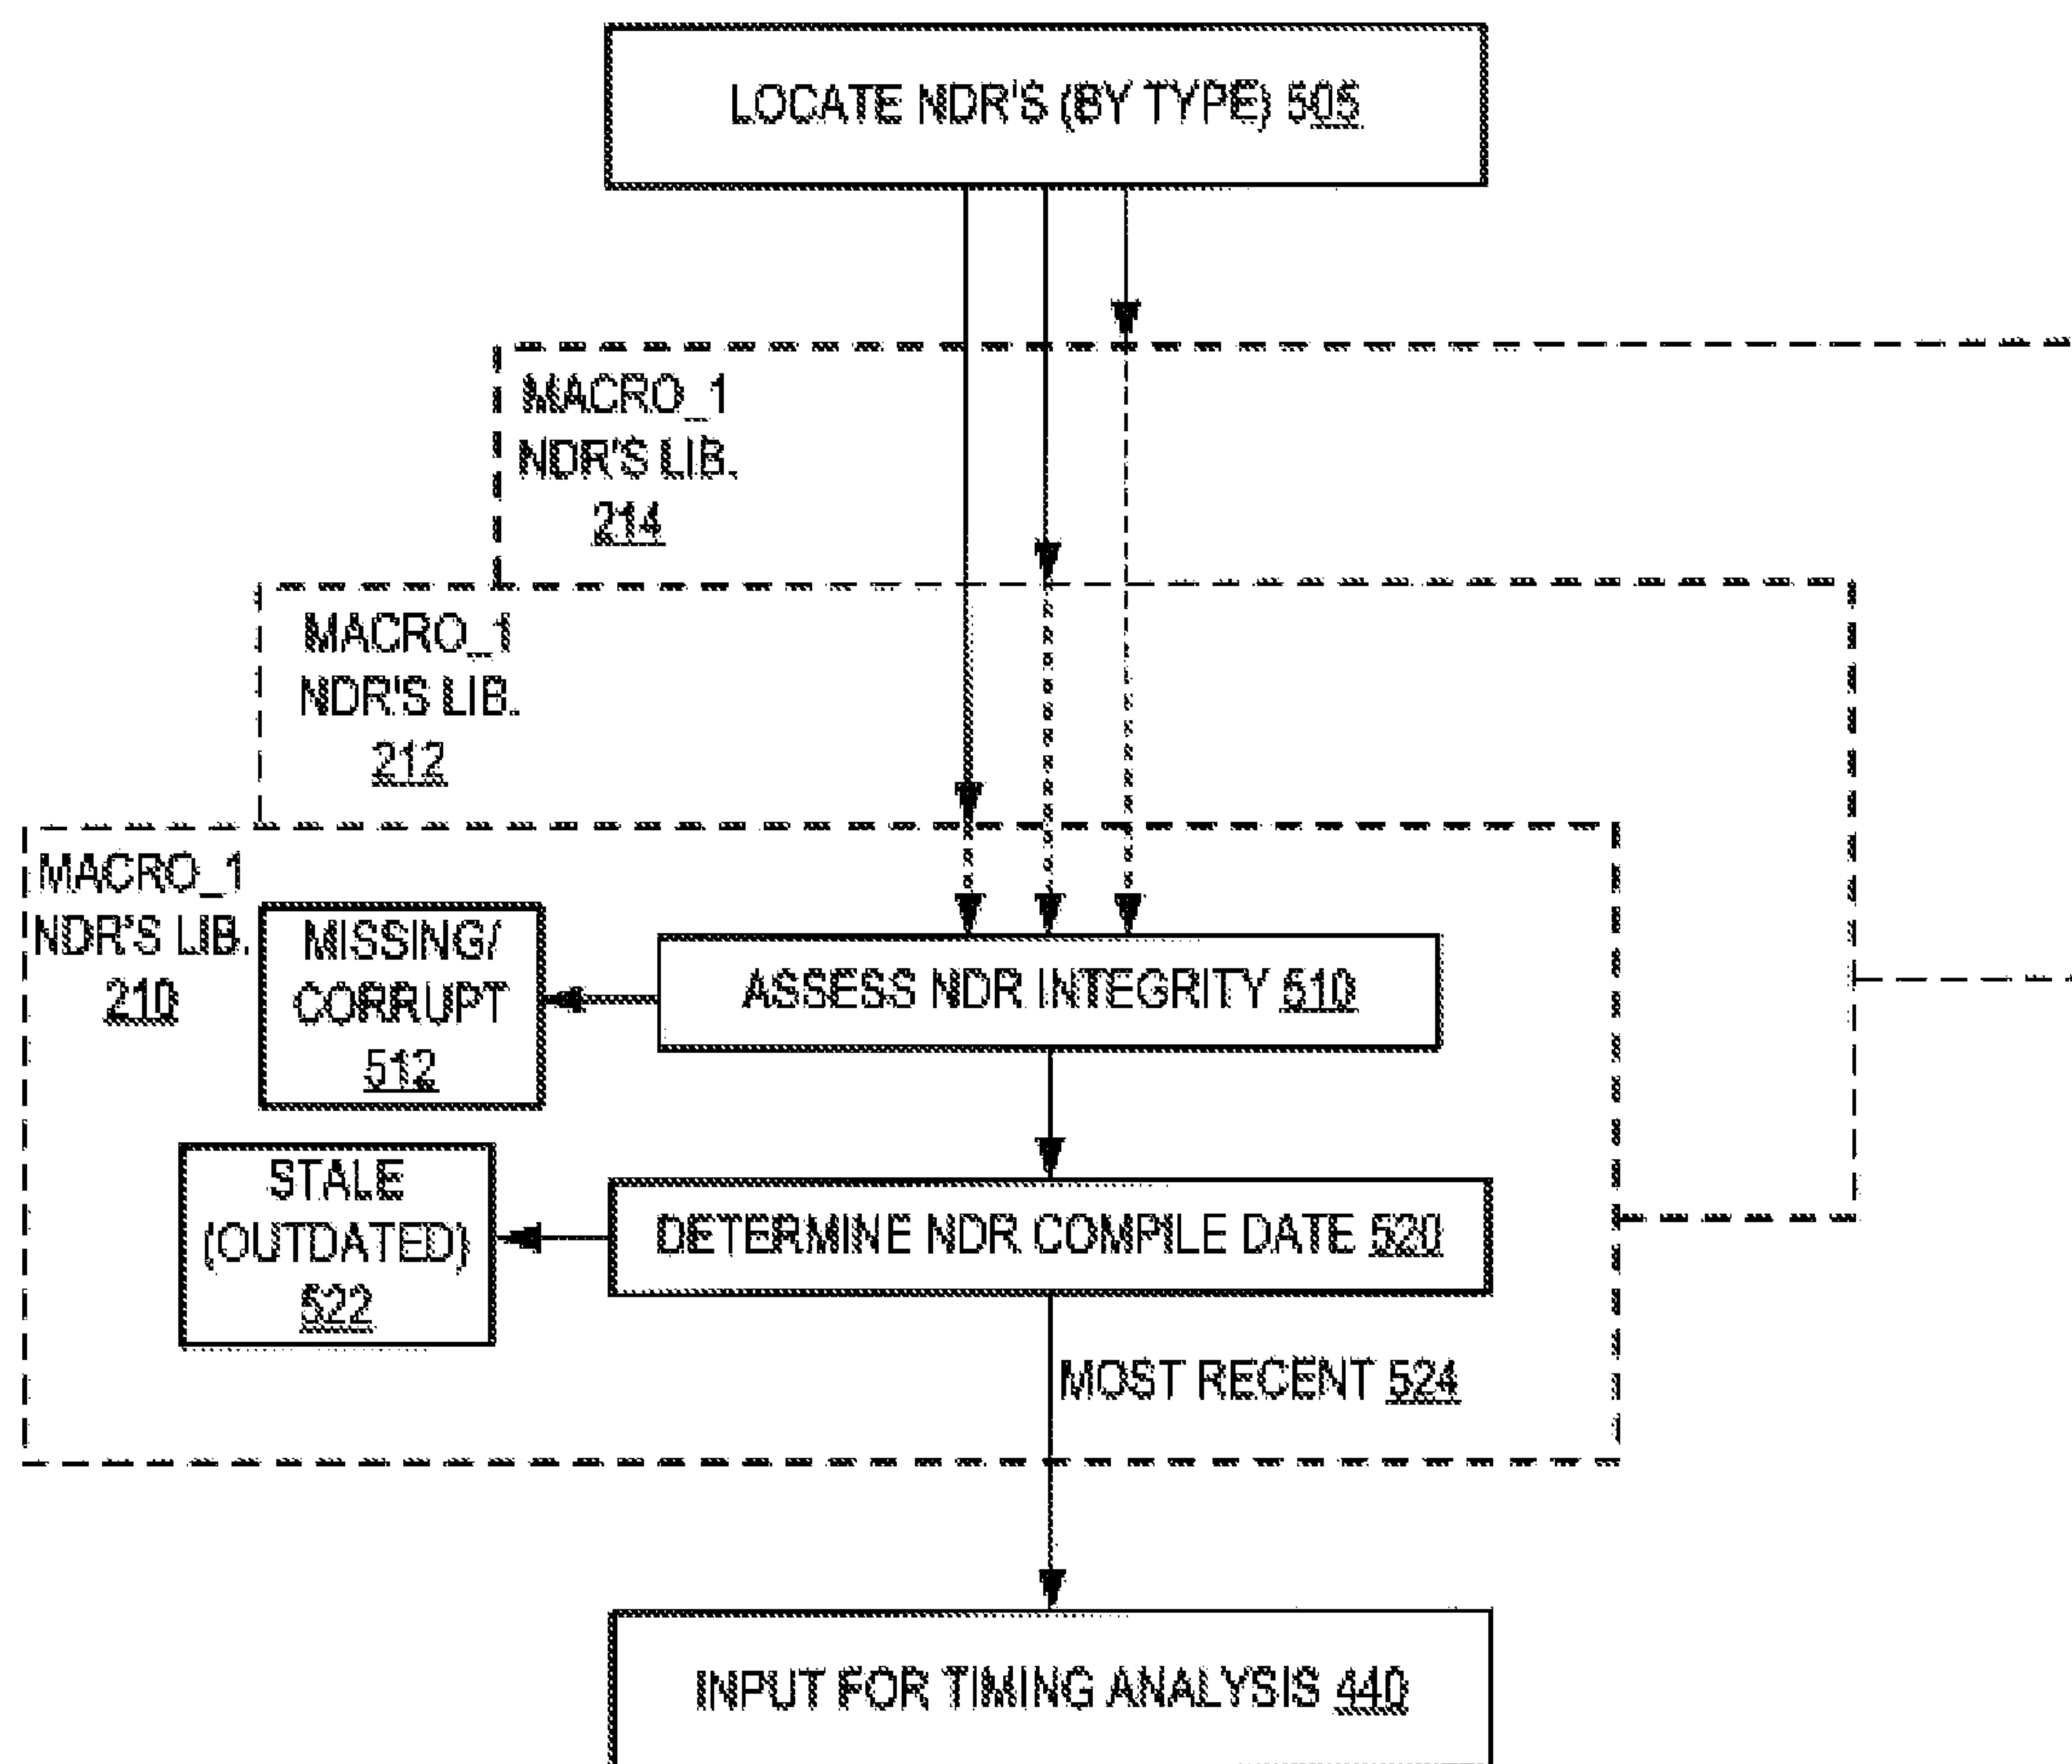 LOCATE NDR'S (BY TYPE) 505
MACRO_1
NDR'S LIB.
214
MACRO_1
NDR'S LIB.
212
MACRO_1
NDR'S LIB.
210
MISSING/
CORRUPT
512
ASSESS NDR INTEGRITY 510
STALE
(OUTDATED)
522
DETERMINE NDR COMPILE DATE 520
MOST RECENT 524
INPUT FOR TIMING ANALYSIS 440